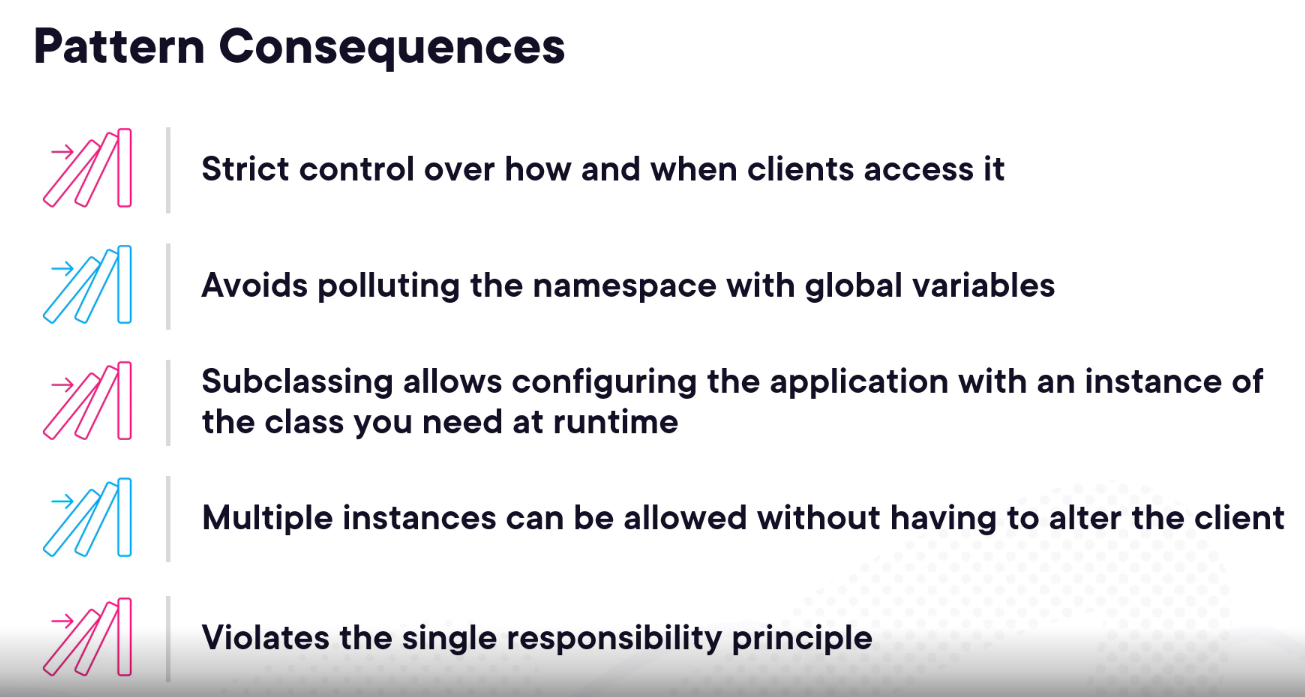 Pattern Consequences
Strict control over how and when clients access it
Avoids polluting the namespace with global variables
Subclassing allows configuring the application with an instance of
the class you need at runtime
Multiple instances can be allowed without having to alter the client
Violates the single responsibility principle